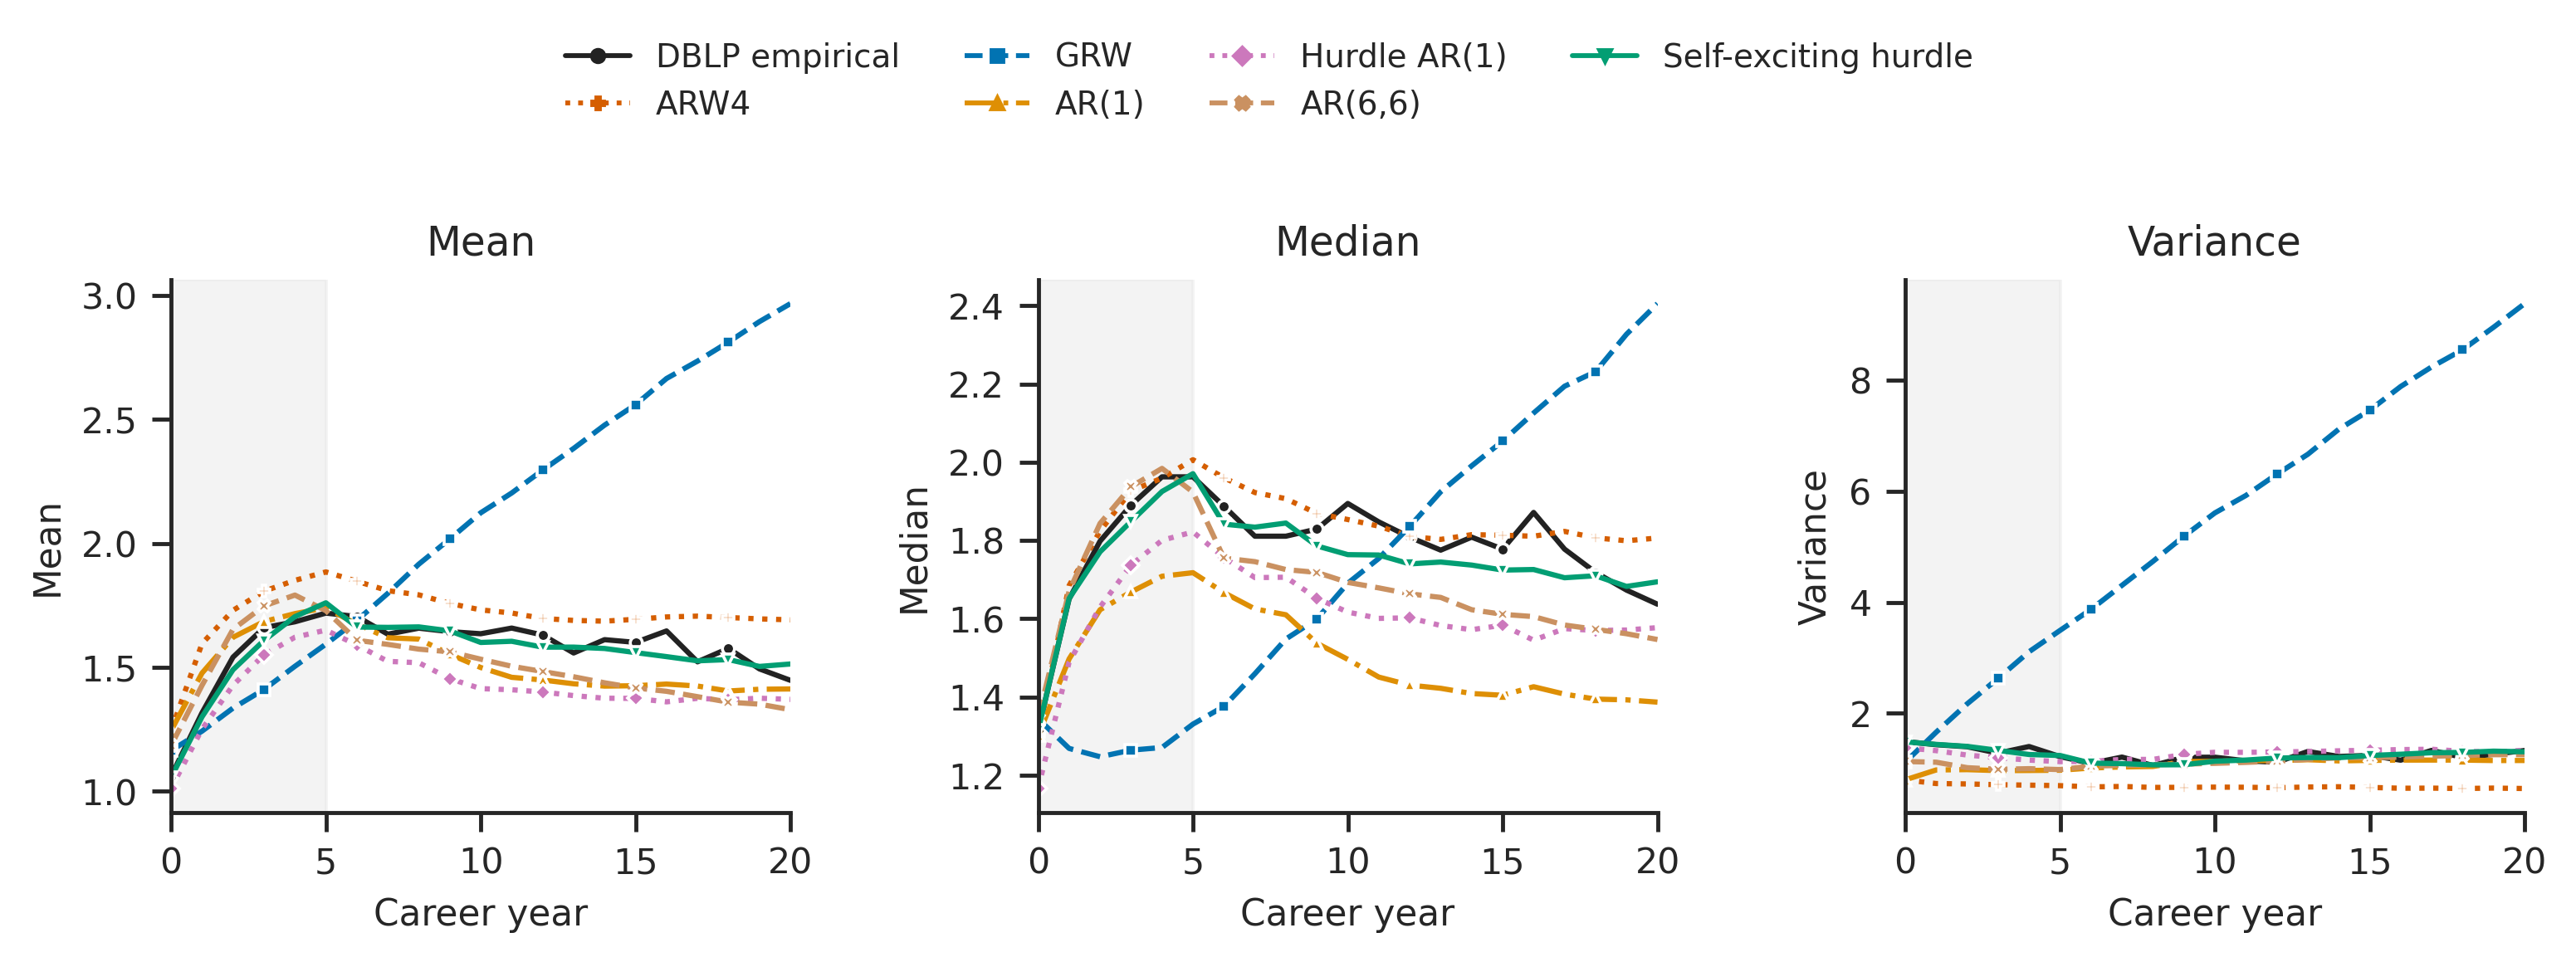 DBLP empirical GRW Hurdle AR(1) Self-exciting hurdle
ARW4 AR(1) AR(6,6)
Mean Median Variance
3.0
2.5
2.0
1.5
1.0
Mean
0 5 10 15 20
Career year
2.4
2.2
2.0
1.8
1.6
1.4
1.2
Median
0 5 10 15 20
Career year
8
6
4
2
Variance
0 5 10 15 20
Career year